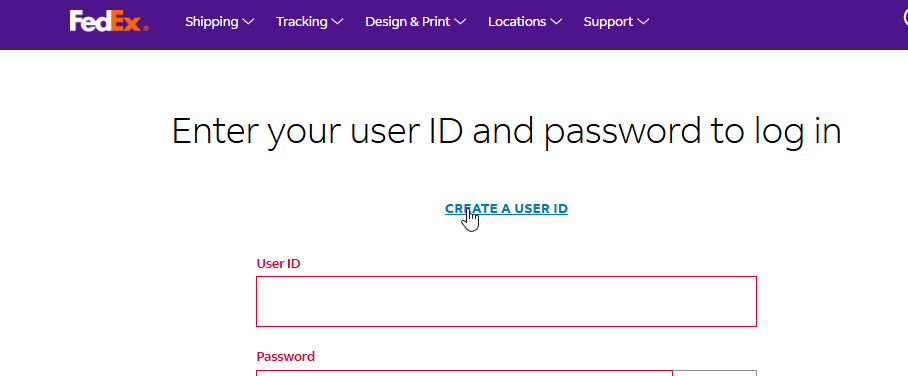 FedEx.
Shipping Tracking Design & Print Locations Support
Enter your user ID and password to log in
CREATE A USER ID
User ID
Password